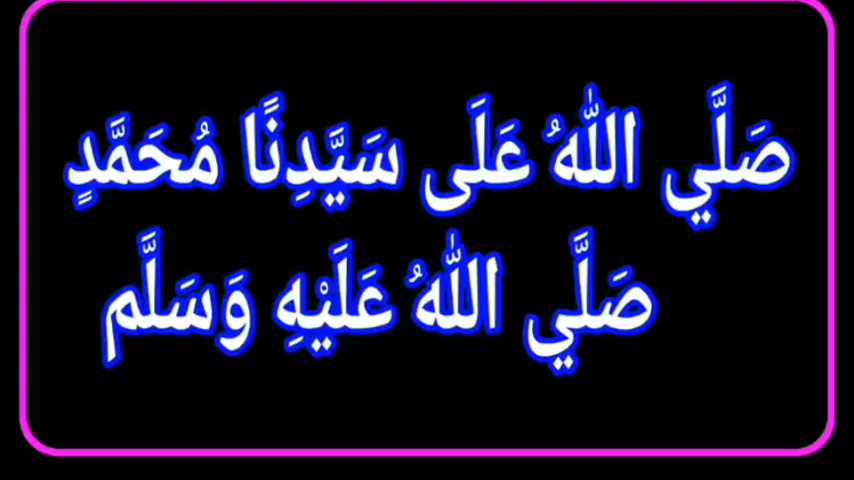 صَلَّي اللّٰهُ عَلَى سَيَّدِنًا مُحَمَّدٍ
صَلَّي اللّٰهُ عَلَيْهِ وَسَلَّم